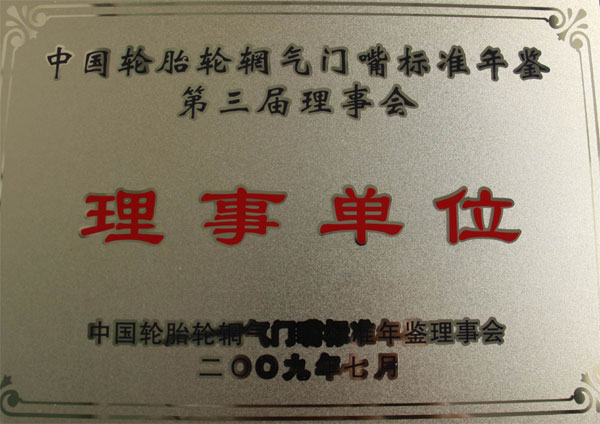 中国轮胎轮辋气门嘴标准年鉴
第三届理事会
理事单位
中国轮胎轮辋气门嘴标准年鉴理事会
二〇〇九年七月